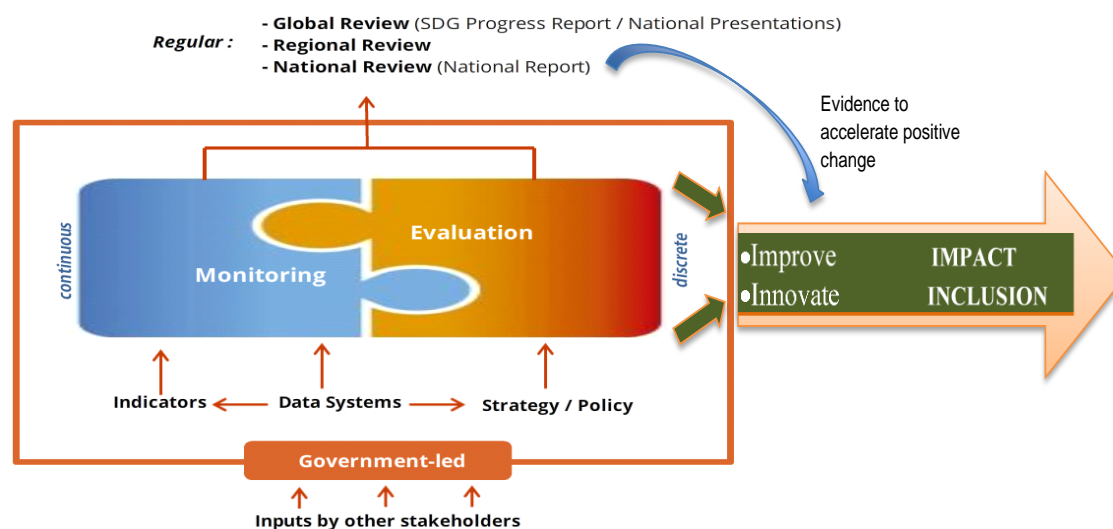 - Global Review (SDG Progress Report / National Presentations)
Regular :
- Regional Review
- National Review (National Report)
Evidence to
accelerate positive
change
continuous
Monitoring
Evaluation
discrete
•Improve IMPACT
•Innovate INCLUSION
Indicators
Data Systems
Strategy / Policy
Government-led
Inputs by other stakeholders